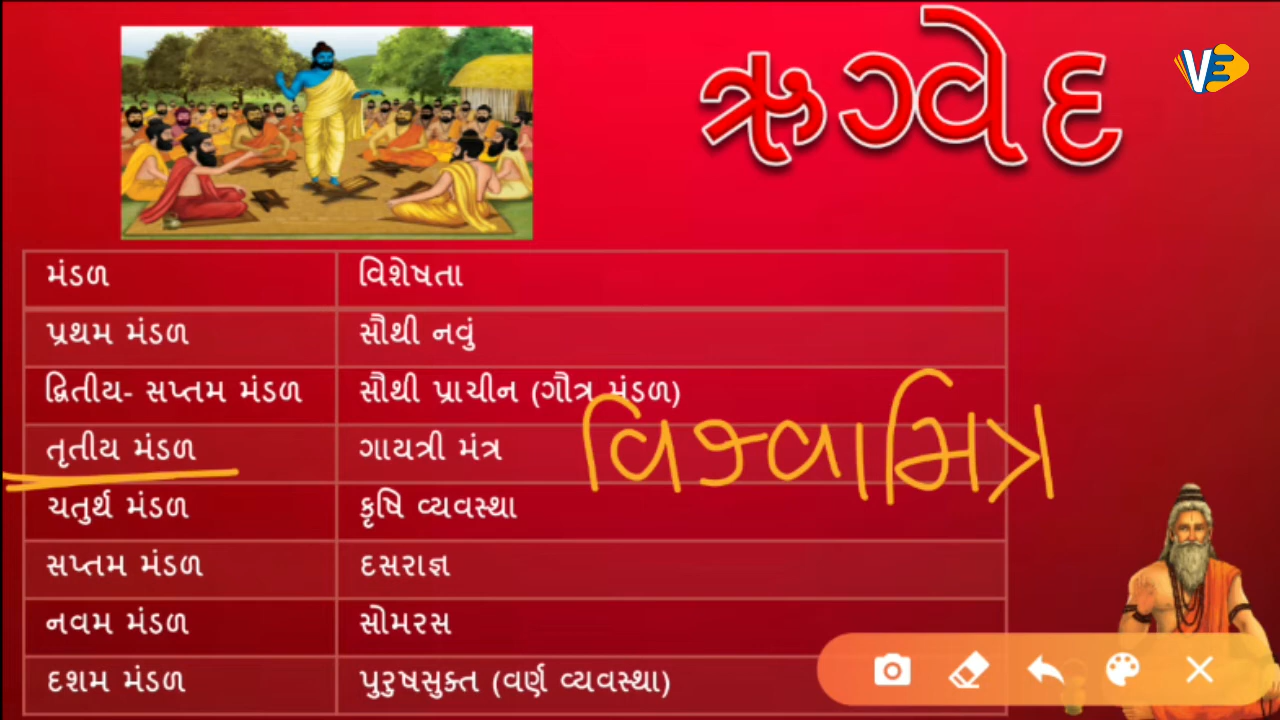 ઋગ્વેદ
VE
મંડળ વિશેષતા
પ્રથમ મંડળ સૌથી નવું
દ્વિતીય- સપ્તમ મંડળ સૌથી પ્રાચીન (ગૌત્ર મંડળ)
તૃતીય મંડળ ગાયત્રી મંત્ર વિશ્વામિત્ર
ચતુર્થ મંડળ કૃષિ વ્યવસ્થા
સપ્તમ મંડળ દસરાજ્ઞ
નવમ મંડળ સોમરસ
દશમ મંડળ પુરુષસુક્ત (વર્ણ વ્યવસ્થા)